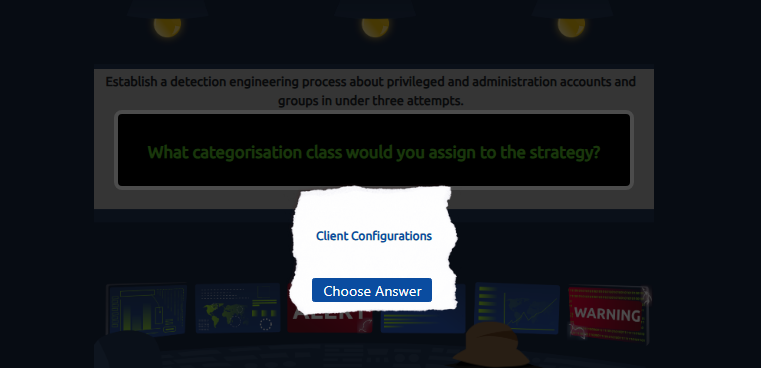 Establish a detection engineering process about privileged and administration accounts and
groups in under three attempts.
What categorisation class would you assign to the strategy?
Client Configurations
Choose Answer
ALERT
WARNING